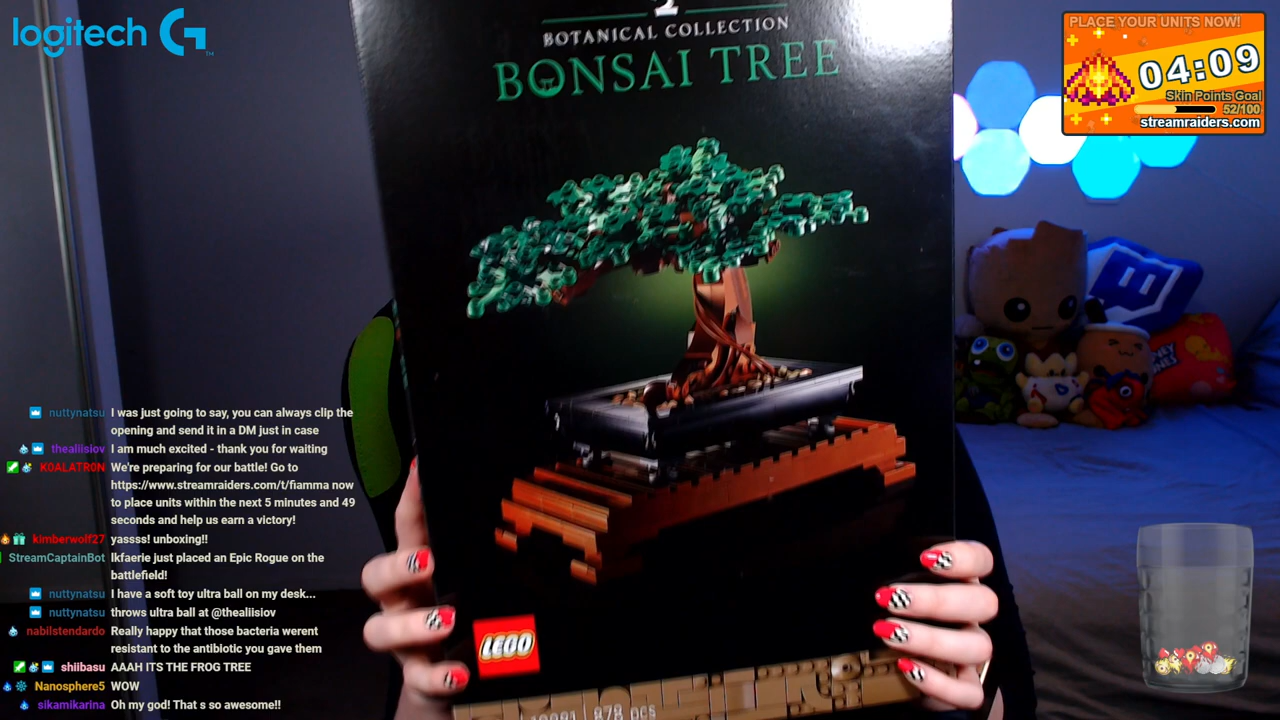 logitech G
PLACE YOUR UNITS NOW!
04:09
Skin Points Goal
52/100
streamraiders.com
BOTANICAL COLLECTION
BONSAI TREE
nuttynatsu I was just going to say, you can always clip the
opening and send it in a DM just in case
thealiisiov I am much excited - thank you for waiting
KOALATR0N We're preparing for our battle! Go to
https://www.streamraiders.com/t/fiamma now
to place units within the next 5 minutes and 49
seconds and help us earn a victory!
kimberwolf27 yassss! unboxing!!
StreamCaptainBot lkfaerie just placed an Epic Rogue on the
battlefield!
nuttynatsu I have a soft toy ultra ball on my desk...
nuttynatsu throws ultra ball at @thealiisiov
nabilstendardo Really happy that those bacteria werent
resistant to the antibiotic you gave them
shiibasu AAAH ITS THE FROG TREE
Nanosphere5 WOW
sikamikarina Oh my god! That s so awesome!!
LEGO
878 pcs